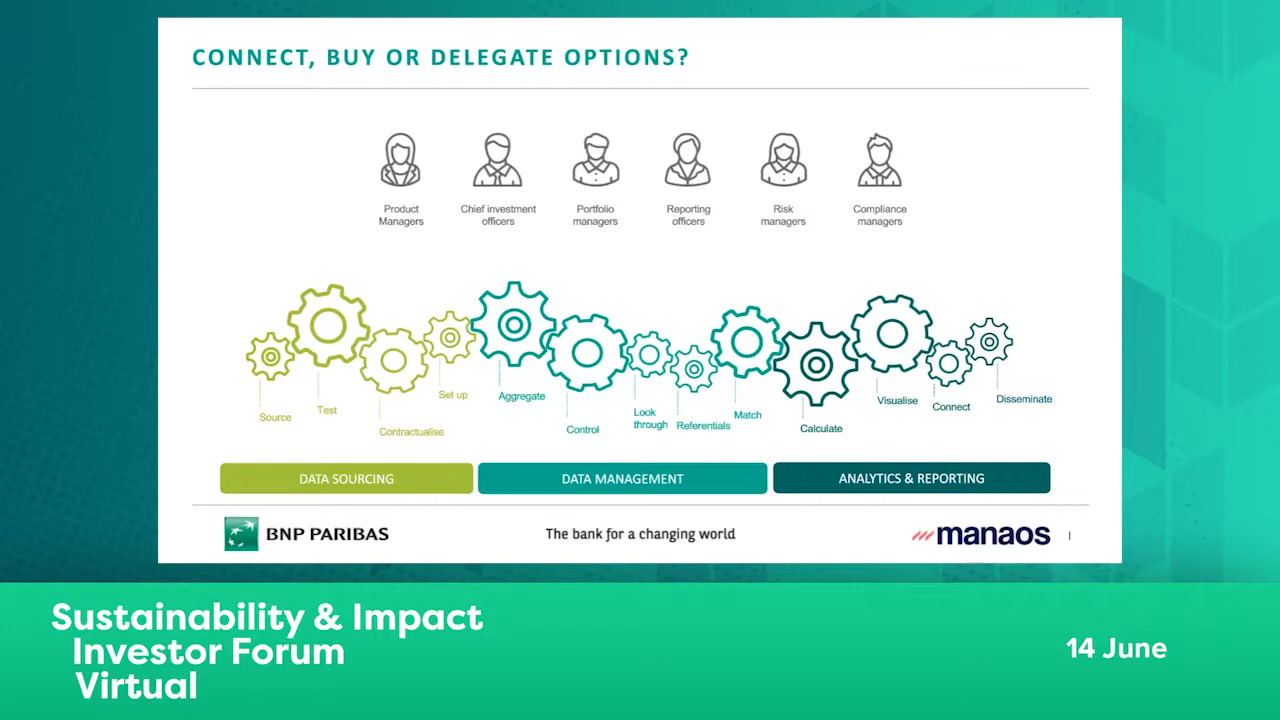 CONNECT, BUY OR DELEGATE OPTIONS?
Product
Managers
Chief investment
officers
Portfolio
managers
Reporting
officers
Risk
managers
Compliance
managers
Source
Test
Contractualise
Set up
Aggregate
Control
Look
through
Referentials
Match
Calculate
Visualise
Connect
Disseminate
DATA SOURCING
DATA MANAGEMENT
ANALYTICS & REPORTING
BNP PARIBAS
The bank for a changing world
manaos
Sustainability & Impact
Investor Forum
Virtual
14 June